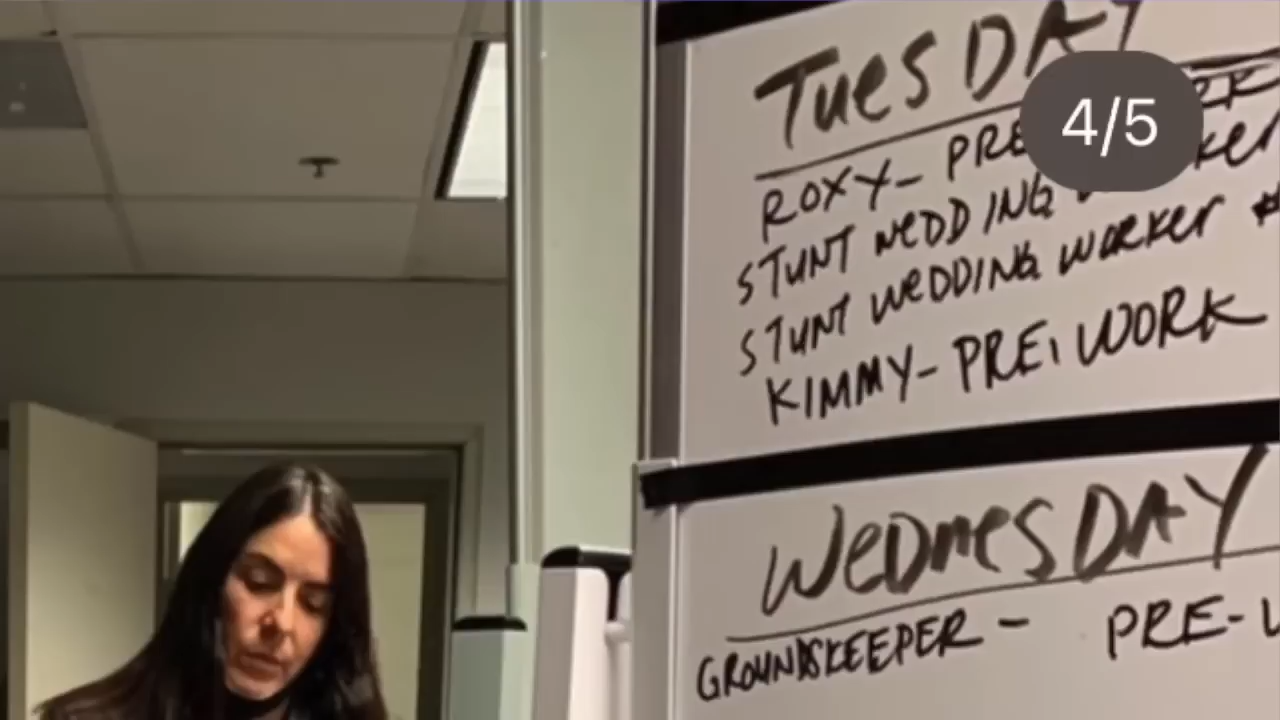 TuesDAY
4/5
ROXY- PRE
STUNT WEDDING
STUNT WEDDING WORKER #
KIMMY- PRE, WORK
WeDnesDAY
GROUNDSKEEPER - PRE-